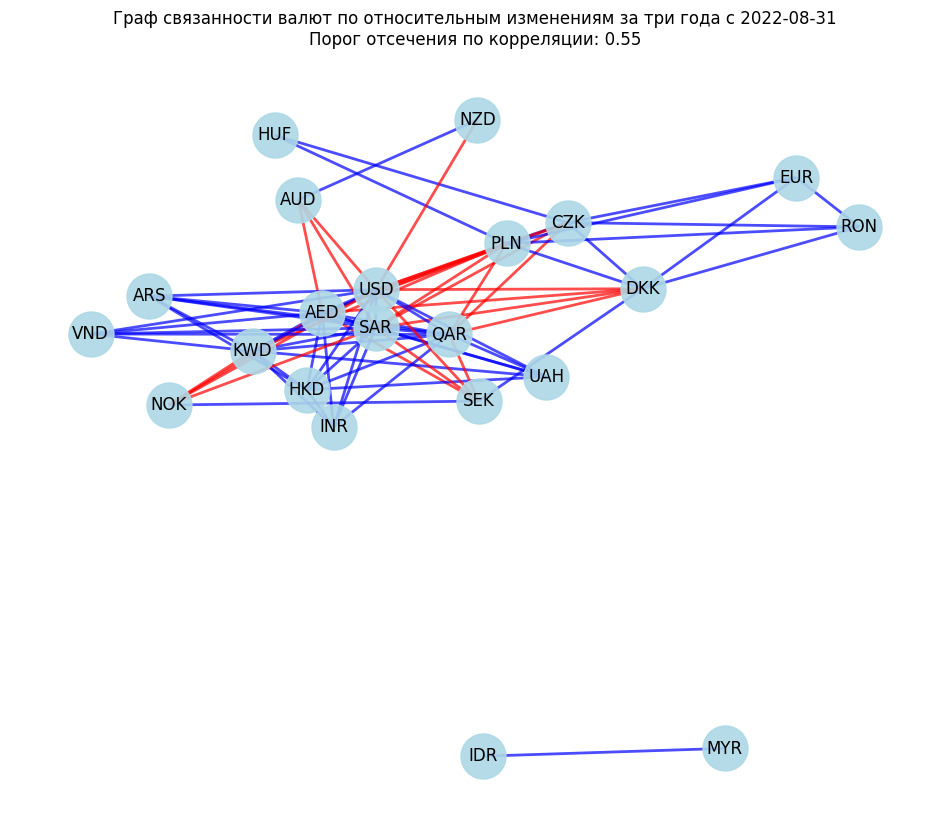 Граф связанности валют по относительным изменениям за три года с 2022-08-31
Порог отсечения по корреляции: 0.55
NZD
HUF
EUR
AUD
CZK
RON
PLN
USD
DKK
ARS
AED
SAR
VND
QAR
KWD
UAH
HKD
SEK
NOK
INR
MYR
IDR